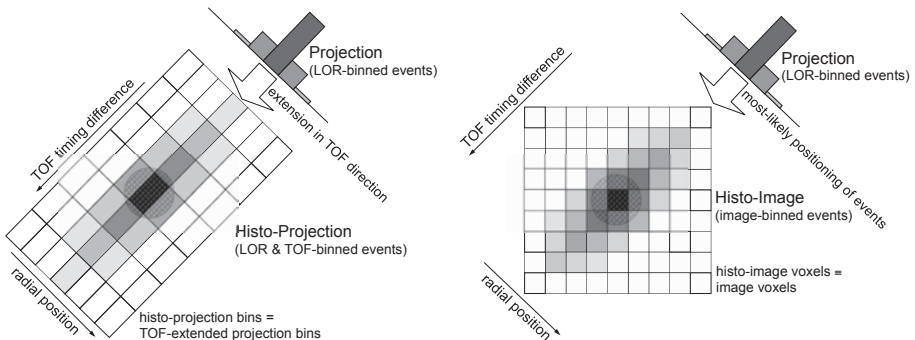 Projection
(LOR-binned events)
TOF timing difference
extension in TOF direction
Histo-Projection
(LOR & TOF-binned events)
radial position
histo-projection bins =
TOF-extended projection bins
Projection
(LOR-binned events)
TOF timing difference
most-likely positioning of events
Histo-Image
(image-binned events)
histo-image voxels =
image voxels
radial position